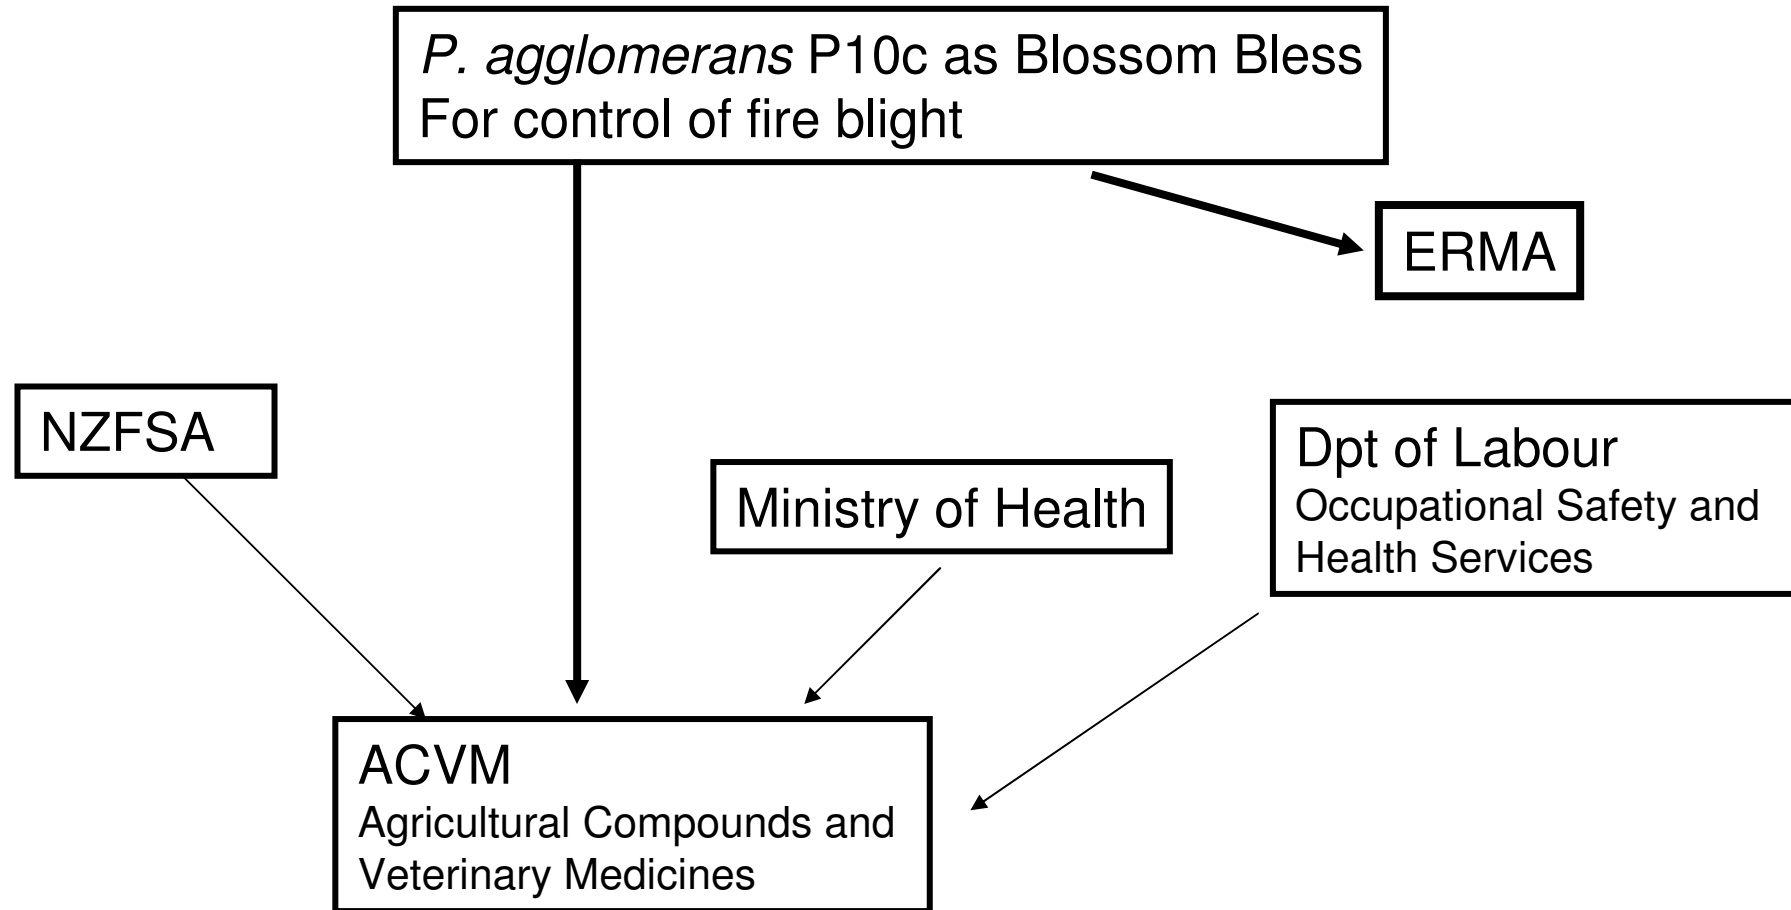 P. agglomerans P10c as Blossom Bless
For control of fire blight
ERMA
NZFSA
Dpt of Labour
Occupational Safety and
Health Services
Ministry of Health
ACVM
Agricultural Compounds and
Veterinary Medicines